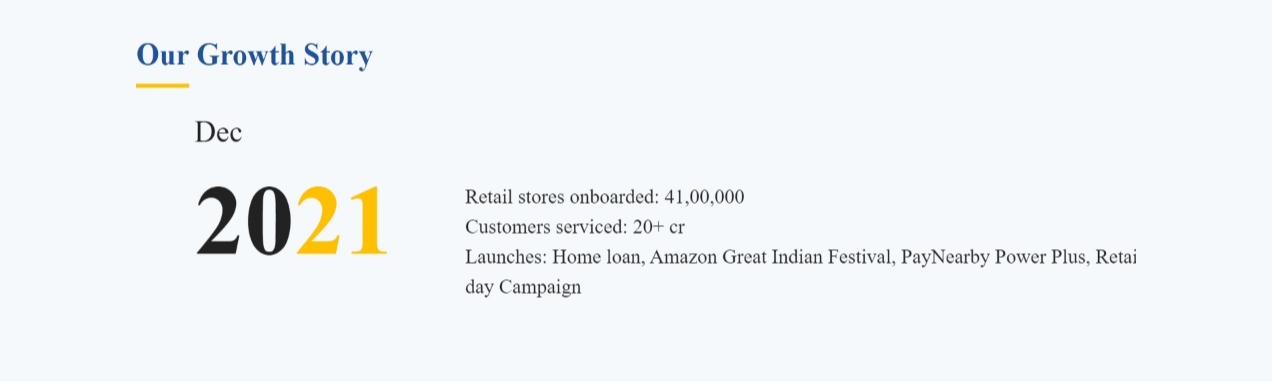 Our Growth Story
Dec
2021
Retail stores onboarded: 41,00,000
Customers serviced: 20+ cr
Launches: Home loan, Amazon Great Indian Festival, PayNearby Power Plus, Retai
day Campaign